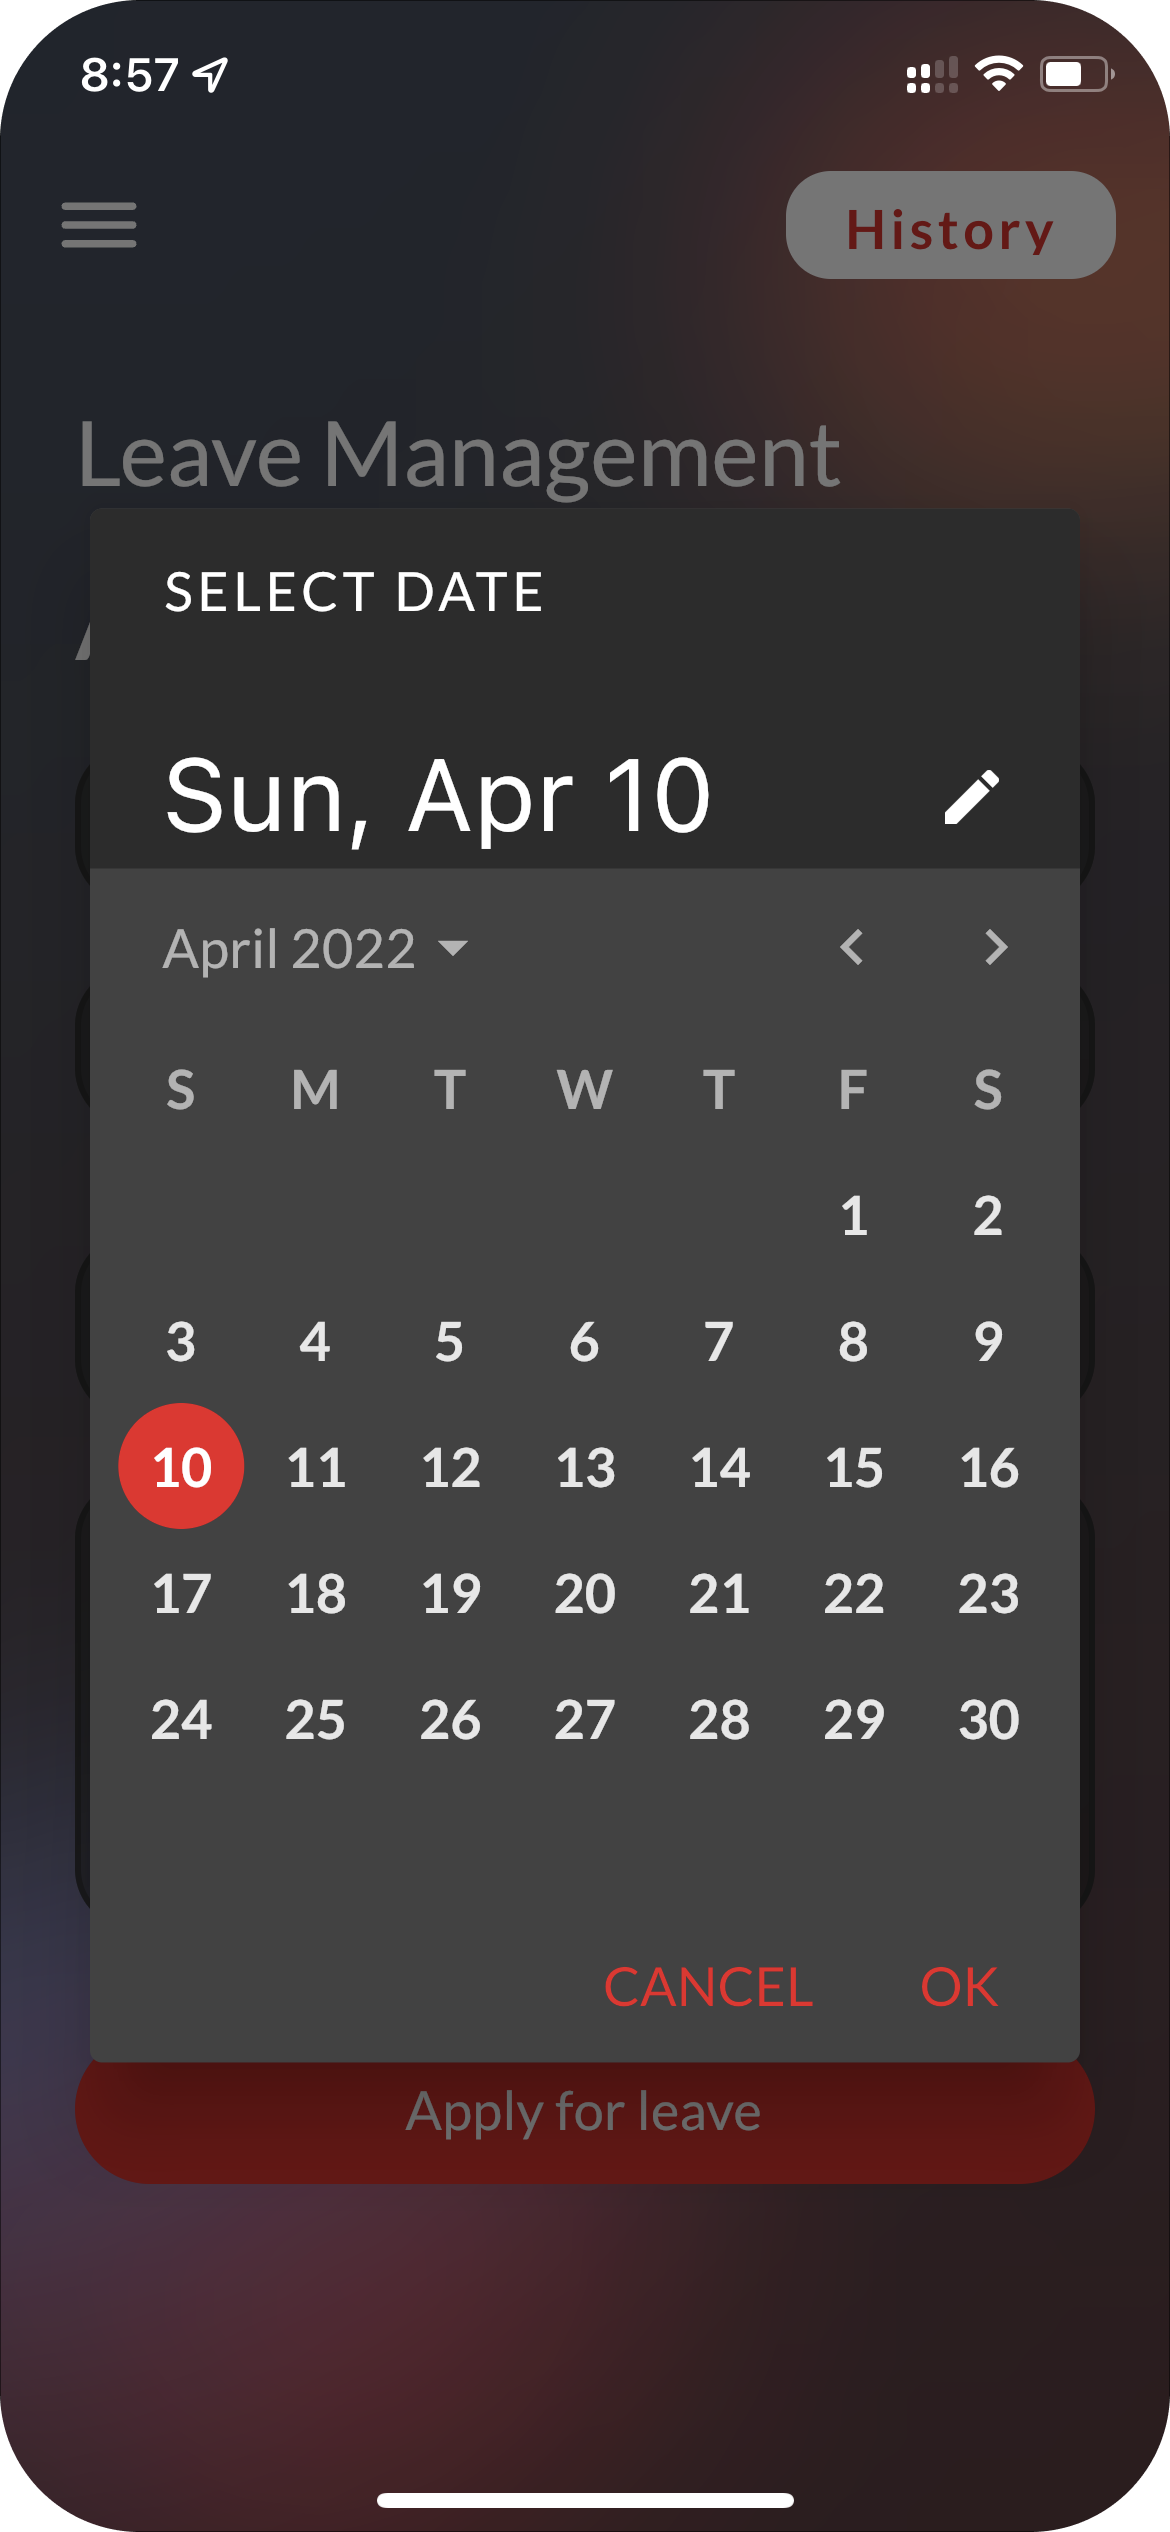 8:57
History
Leave Management
SELECT DATE
Sun, Apr 10
April 2022
S M T W T F S
1 2
3 4 5 6 7 8 9
10 11 12 13 14 15 16
17 18 19 20 21 22 23
24 25 26 27 28 29 30
CANCEL OK
Apply for leave